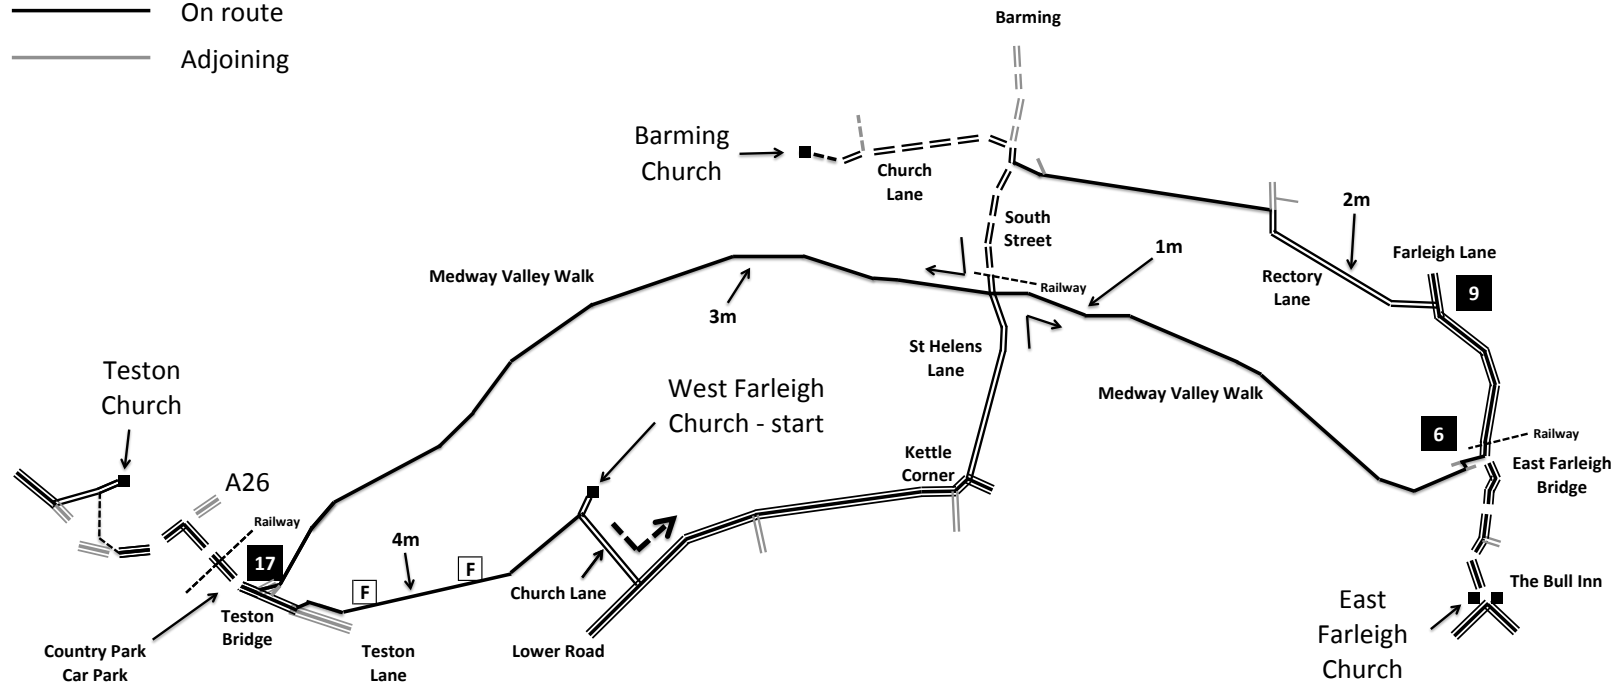 On route
Adjoining
Barming
Barming
Church
Church
Lane
South
Street
2m
Farleigh Lane
1m
Rectory
Lane
9
Medway Valley Walk
Railway
3m
St Helens
Lane
Teston
Church
West Farleigh
Church - start
Medway Valley Walk
6
Railway
Kettle
Corner
East Farleigh
Bridge
A26
Railway
17
4m
F
F
Church Lane
The Bull Inn
Teston
Bridge
East
Farleigh
Church
Country Park
Car Park
Teston
Lane
Lower Road